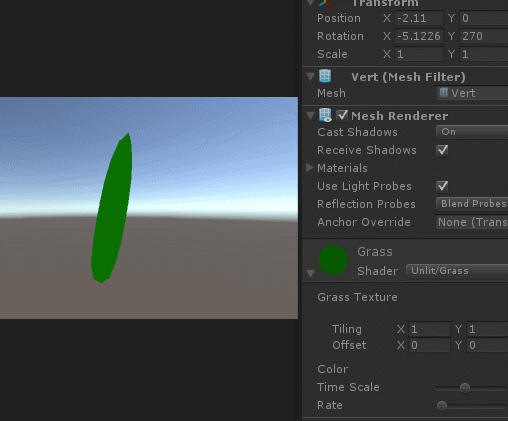 Transform
Position X -2.11 Y 0
Rotation X -5.1226 Y 270
Scale X 1 Y 1
Vert (Mesh Filter)
Mesh Vert
Mesh Renderer
Cast Shadows On
Receive Shadows
Materials
Use Light Probes
Reflection Probes Blend Probes
Anchor Override None (Trans
Grass
Shader Unlit/Grass
Grass Texture
Tiling X 1 Y 1
Offset X 0 Y 0
Color
Time Scale
Rate